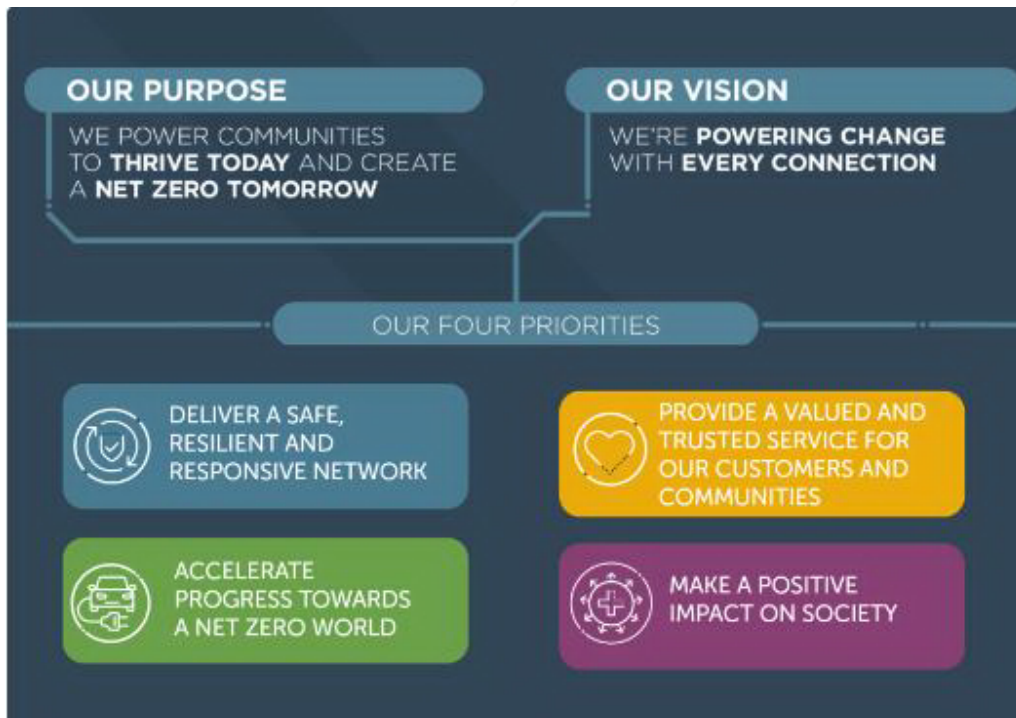 OUR PURPOSE
WE POWER COMMUNITIES
TO THRIVE TODAY AND CREATE
A NET ZERO TOMORROW
OUR VISION
WE'RE POWERING CHANGE
WITH EVERY CONNECTION
OUR FOUR PRIORITIES
DELIVER A SAFE,
RESILIENT AND
RESPONSIVE NETWORK
PROVIDE A VALUED AND
TRUSTED SERVICE FOR
OUR CUSTOMERS AND
COMMUNITIES
ACCELERATE
PROGRESS TOWARDS
A NET ZERO WORLD
MAKE A POSITIVE
IMPACT ON SOCIETY